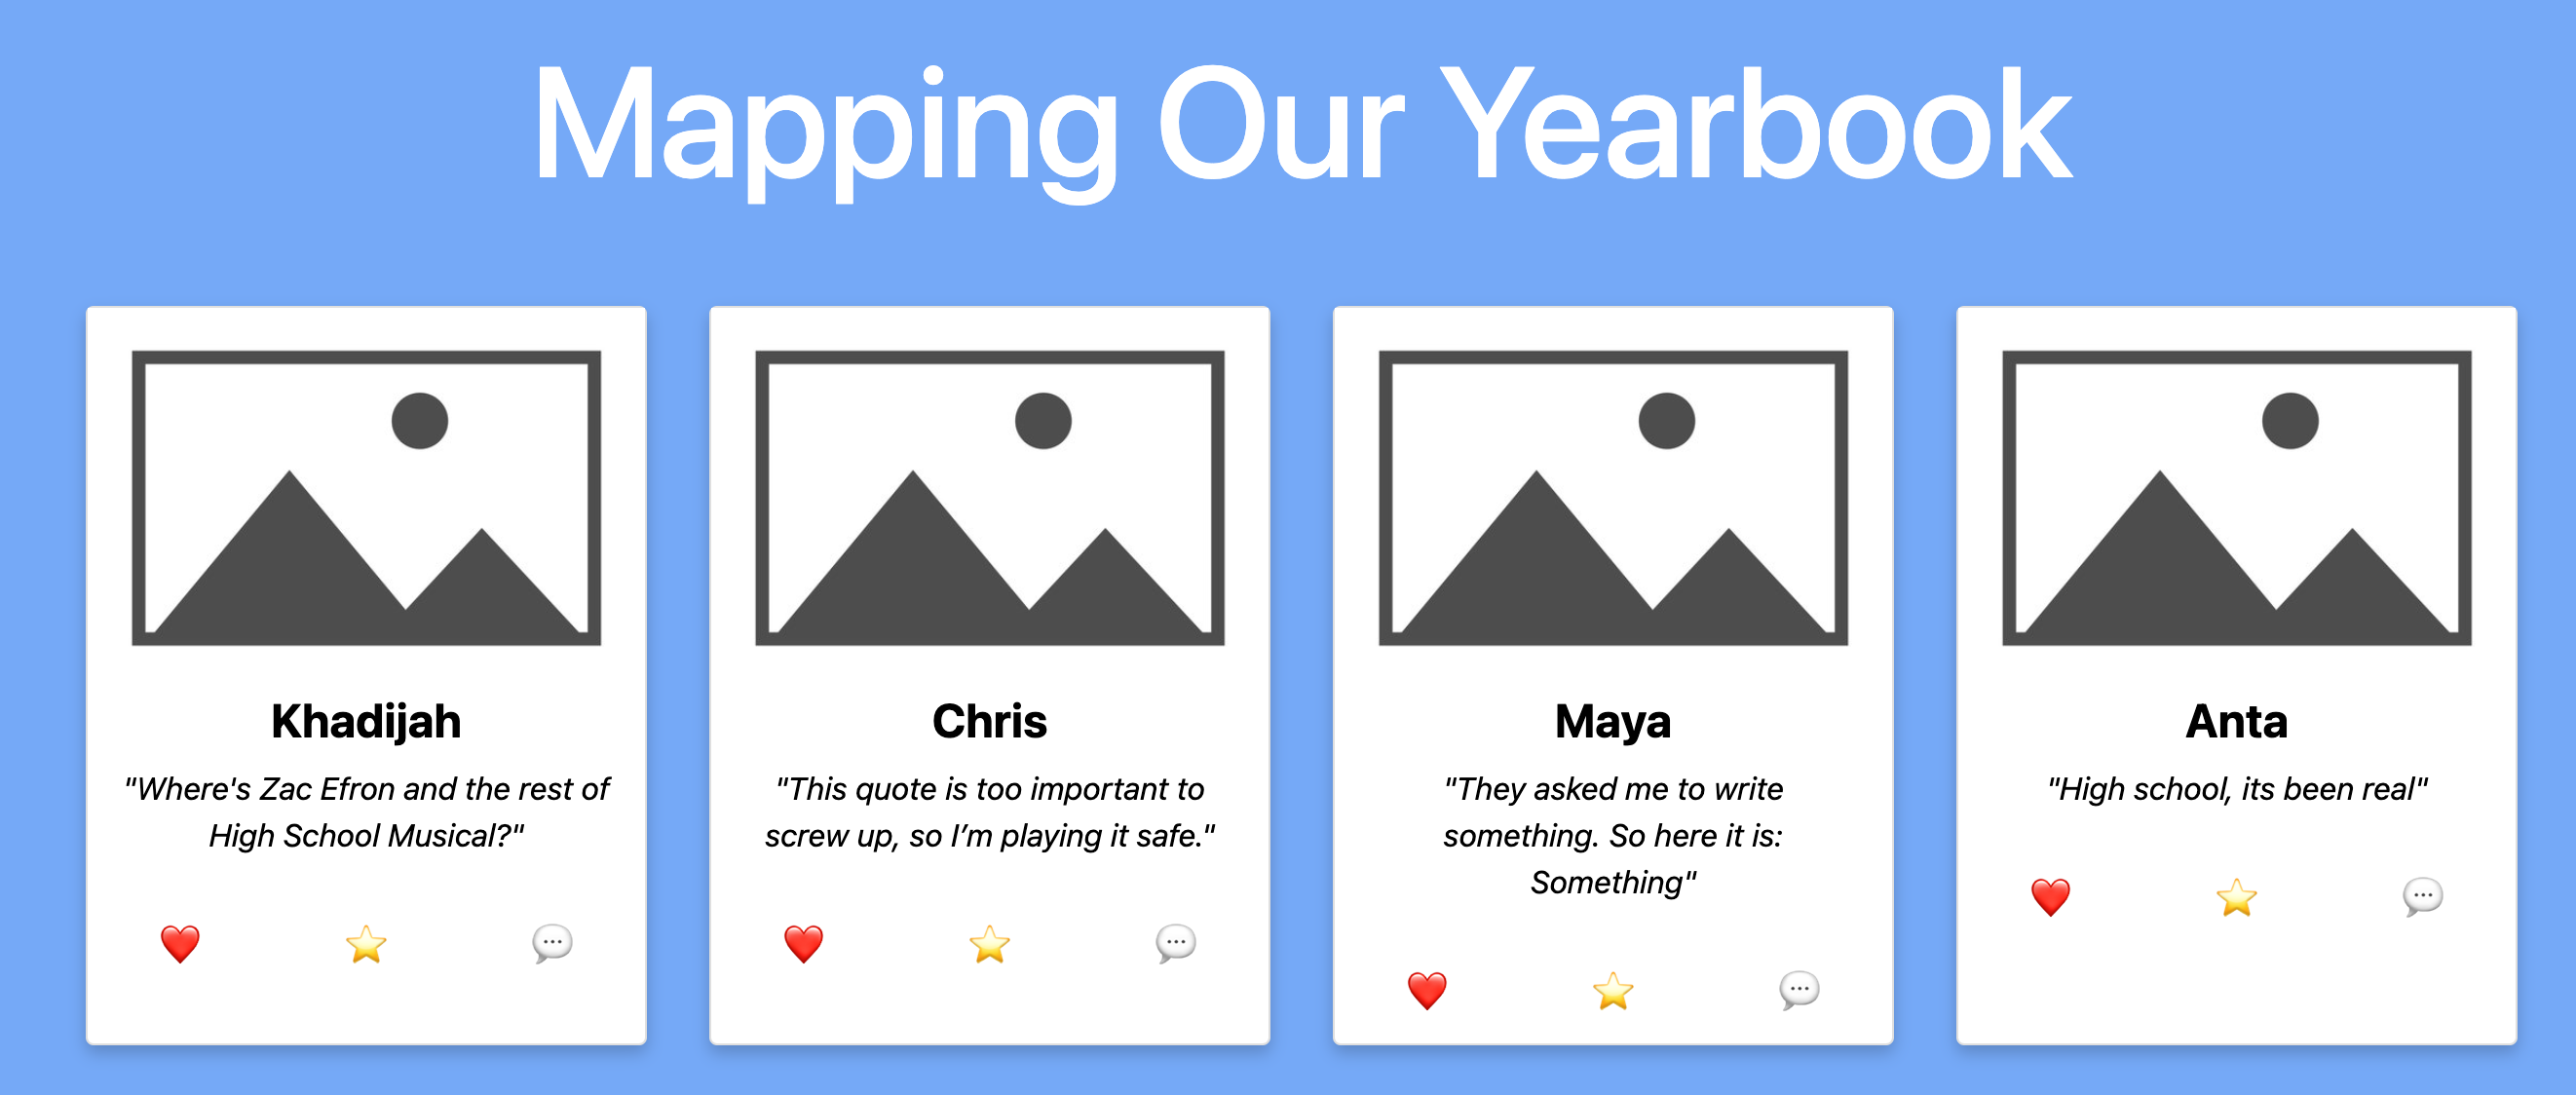 Mapping Our Yearbook
Khadijah
"Where's Zac Efron and the rest of
High School Musical?"
Chris
"This quote is too important to
screw up, so I’m playing it safe."
Maya
"They asked me to write
something. So here it is:
Something"
Anta
"High school, its been real"